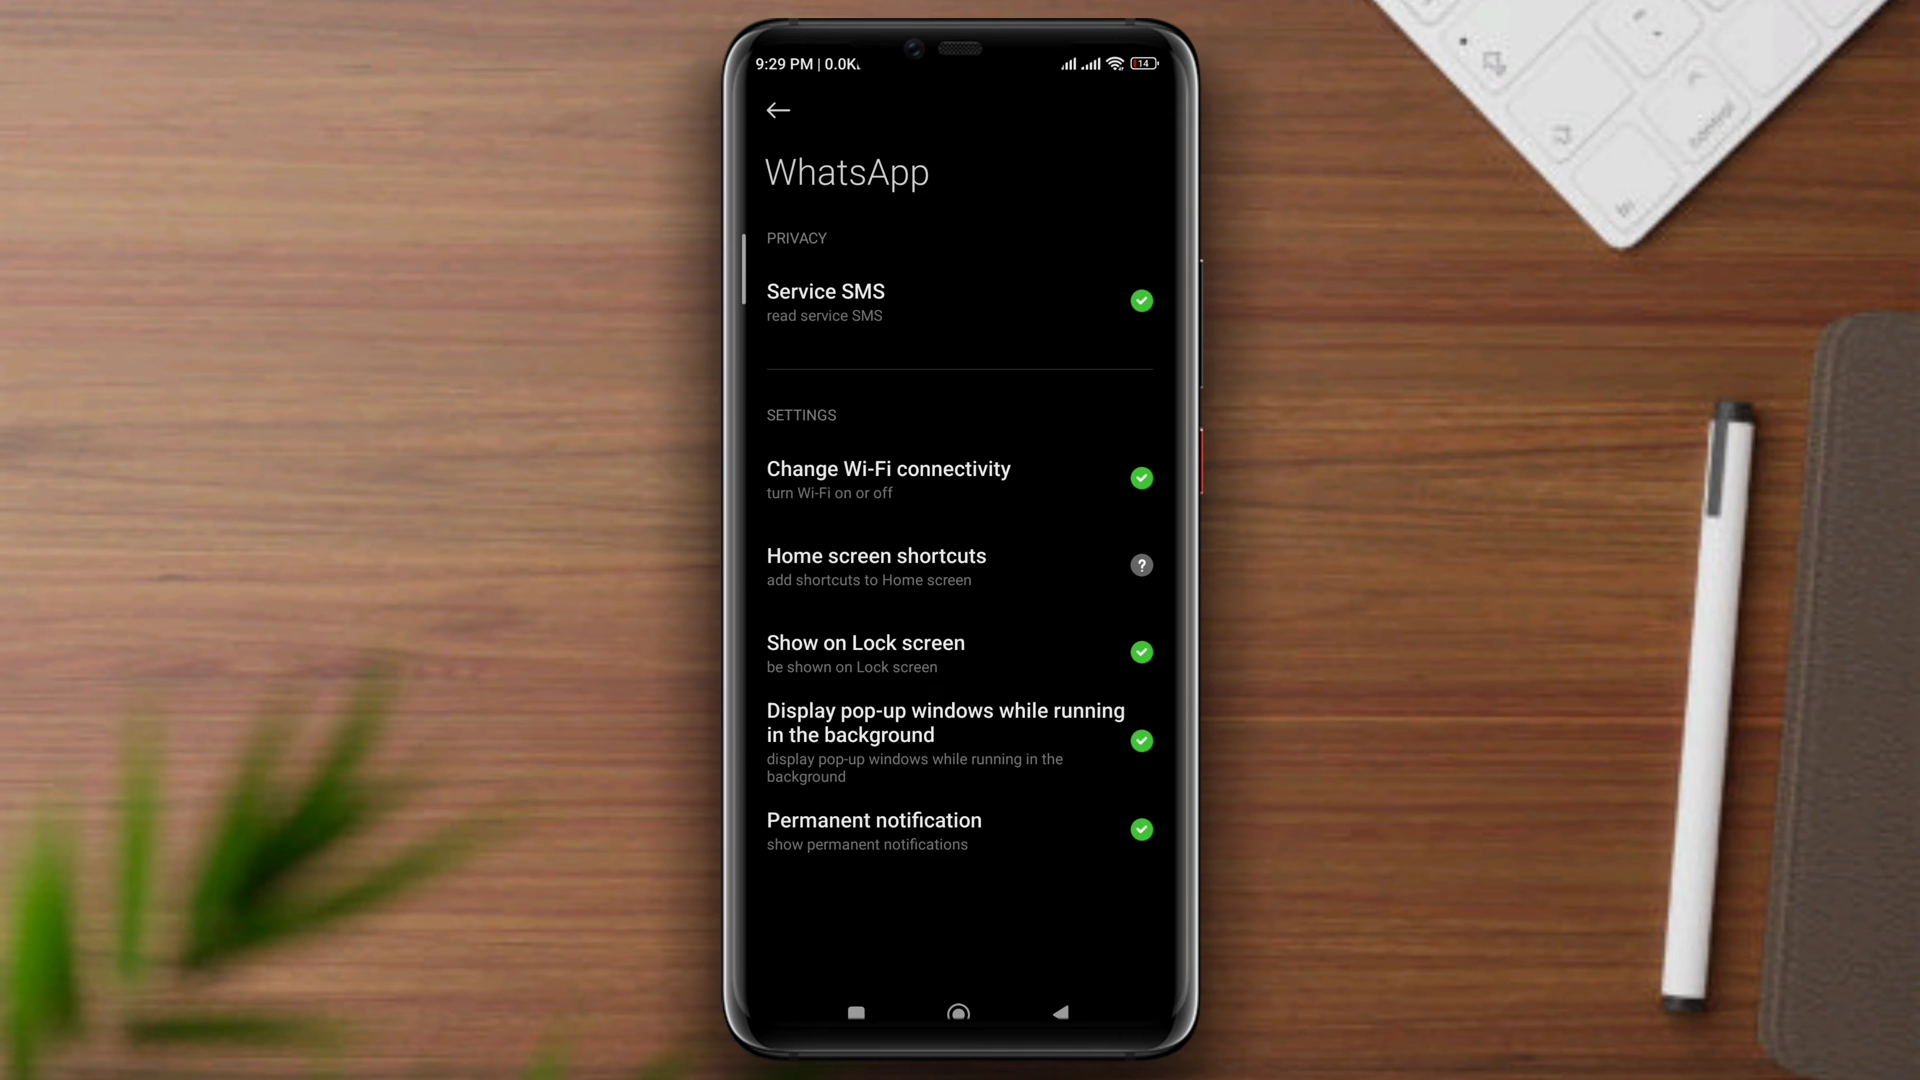 9:29 PM | 0.0K
14
WhatsApp
PRIVACY
Service SMS
read service SMS
SETTINGS
Change Wi-Fi connectivity
turn Wi-Fi on or off
Home screen shortcuts
add shortcuts to Home screen
?
Show on Lock screen
be shown on Lock screen
Display pop-up windows while running
in the background
display pop-up windows while running in the
background
Permanent notification
show permanent notifications
control